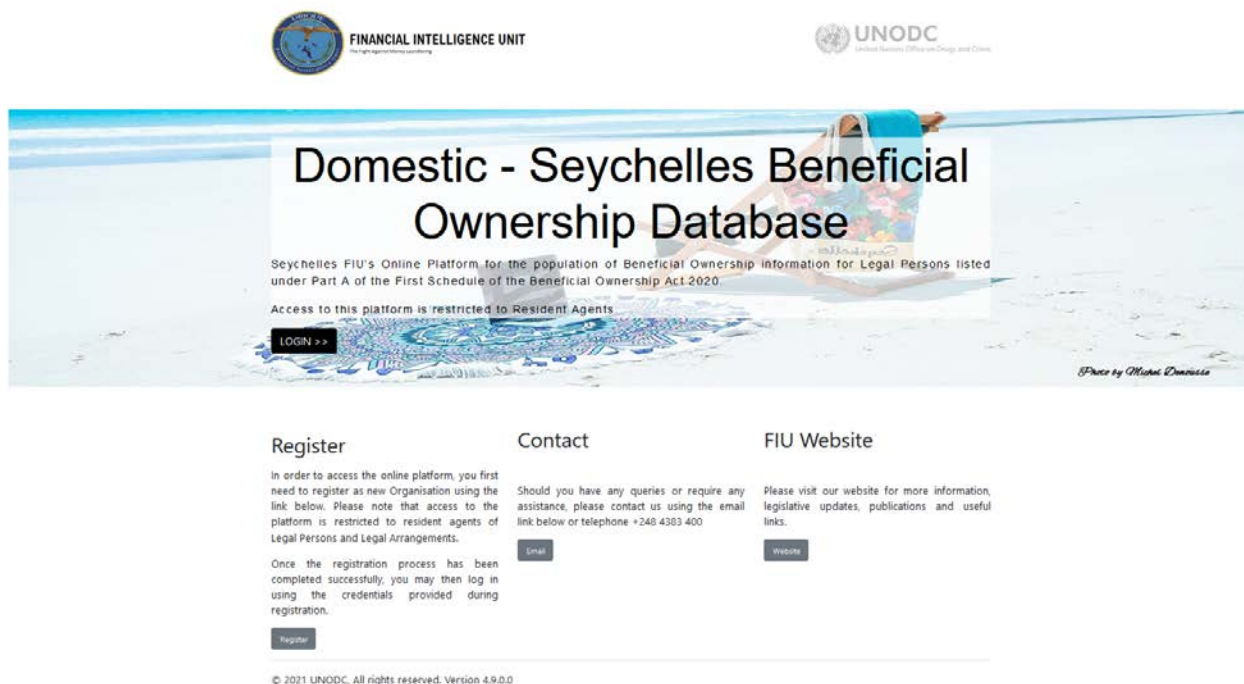 FINANCIAL INTELLIGENCE UNIT
The Fight Against Money Laundering
UNODC
United Nations Office on Drugs and Crime
Domestic - Seychelles Beneficial
Ownership Database
Seychelles FIU's Online Platform for the population of Beneficial Ownership information for Legal Persons listed
under Part A of the First Schedule of the Beneficial Ownership Act 2020.
Access to this platform is restricted to Resident Agents
LOGIN >>
Seychelles
Photo by Michel Denousse
Register
In order to access the online platform, you first
need to register as new Organisation using the
link below. Please note that access to the
platform is restricted to resident agents of
Legal Persons and Legal Arrangements.
Once the registration process has been
completed successfully, you may then log in
using the credentials provided during
registration.
Register
Contact
Should you have any queries or require any
assistance, please contact us using the email
link below or telephone +248 4383 400
Email
FIU Website
Please visit our website for more information,
legislative updates, publications and useful
links.
Website
© 2021 UNODC, All rights reserved. Version 4.9.0.0